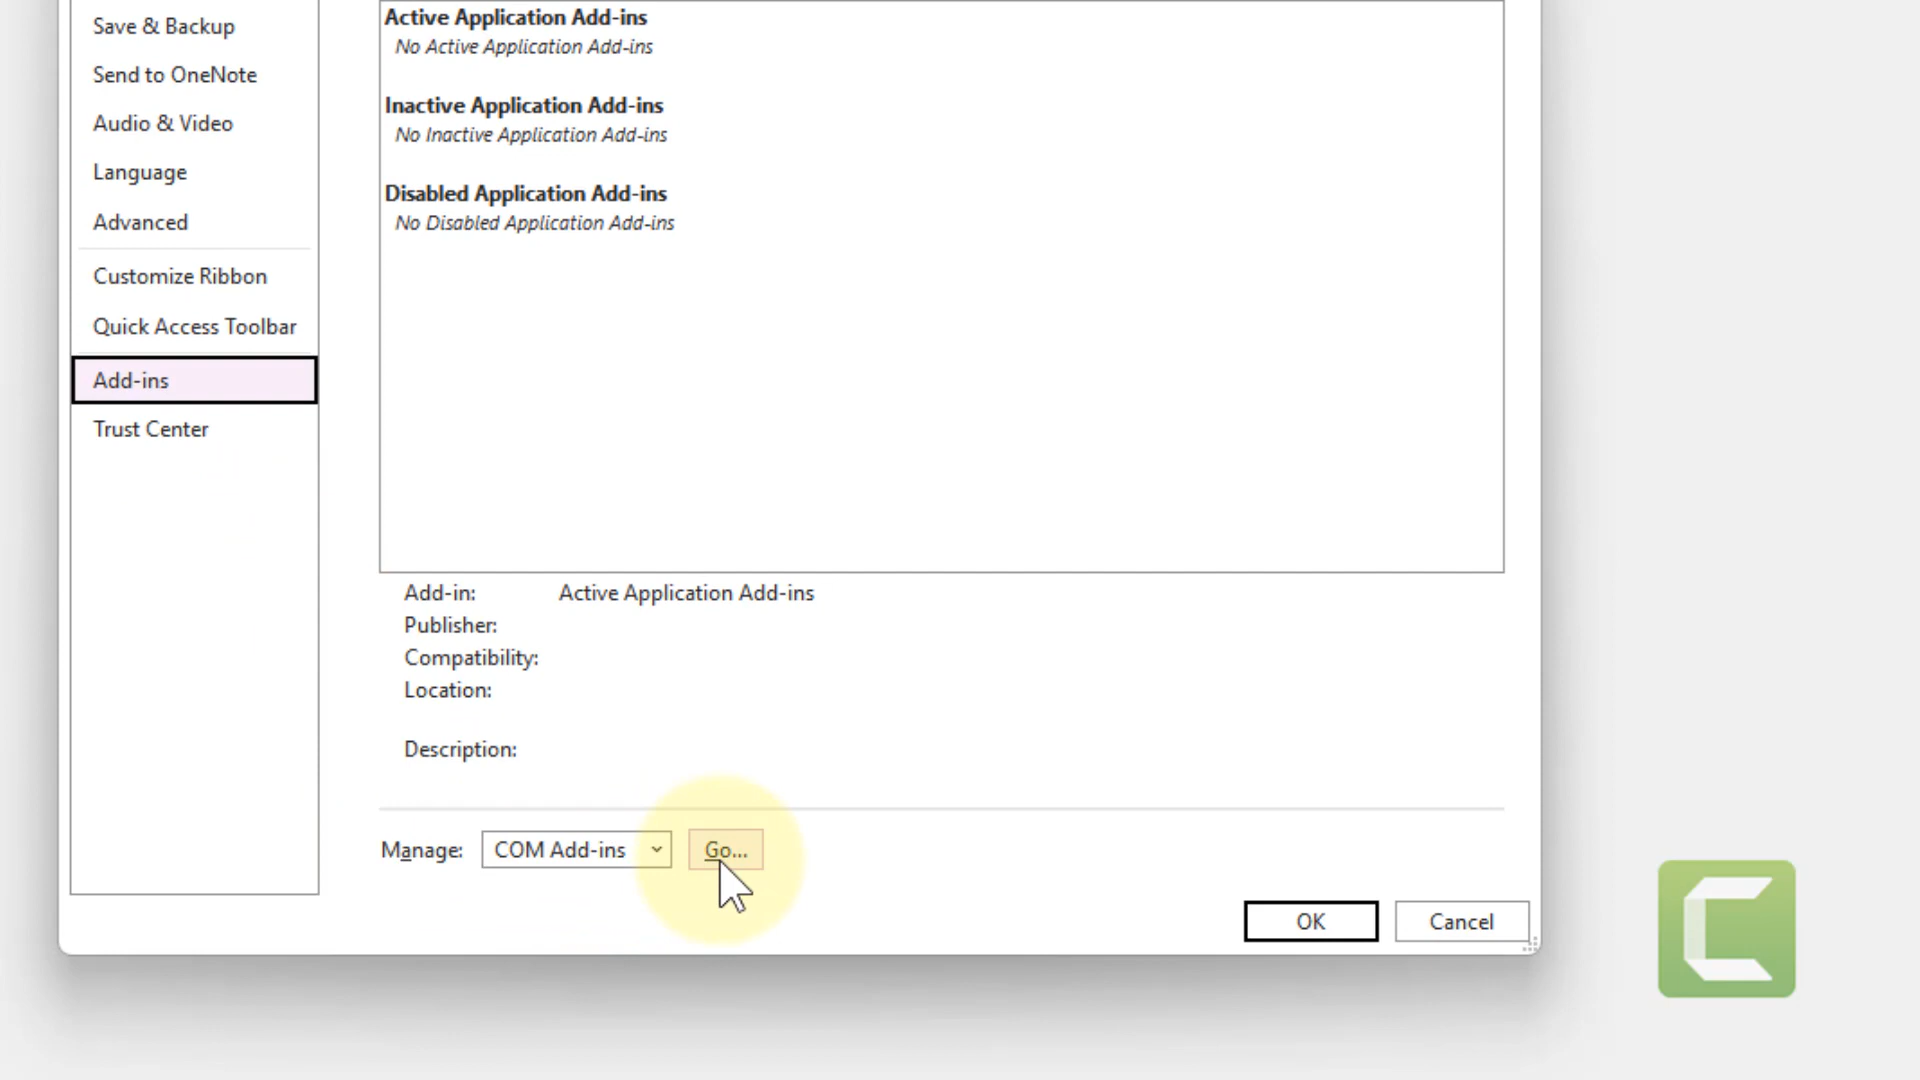 Save & Backup
Send to OneNote
Audio & Video
Language
Advanced
Customize Ribbon
Quick Access Toolbar
Add-ins
Trust Center
Active Application Add-ins
No Active Application Add-ins
Inactive Application Add-ins
No Inactive Application Add-ins
Disabled Application Add-ins
No Disabled Application Add-ins
Add-in: Active Application Add-ins
Publisher:
Compatibility:
Location:
Description:
Manage: COM Add-ins Go...
OK Cancel
C